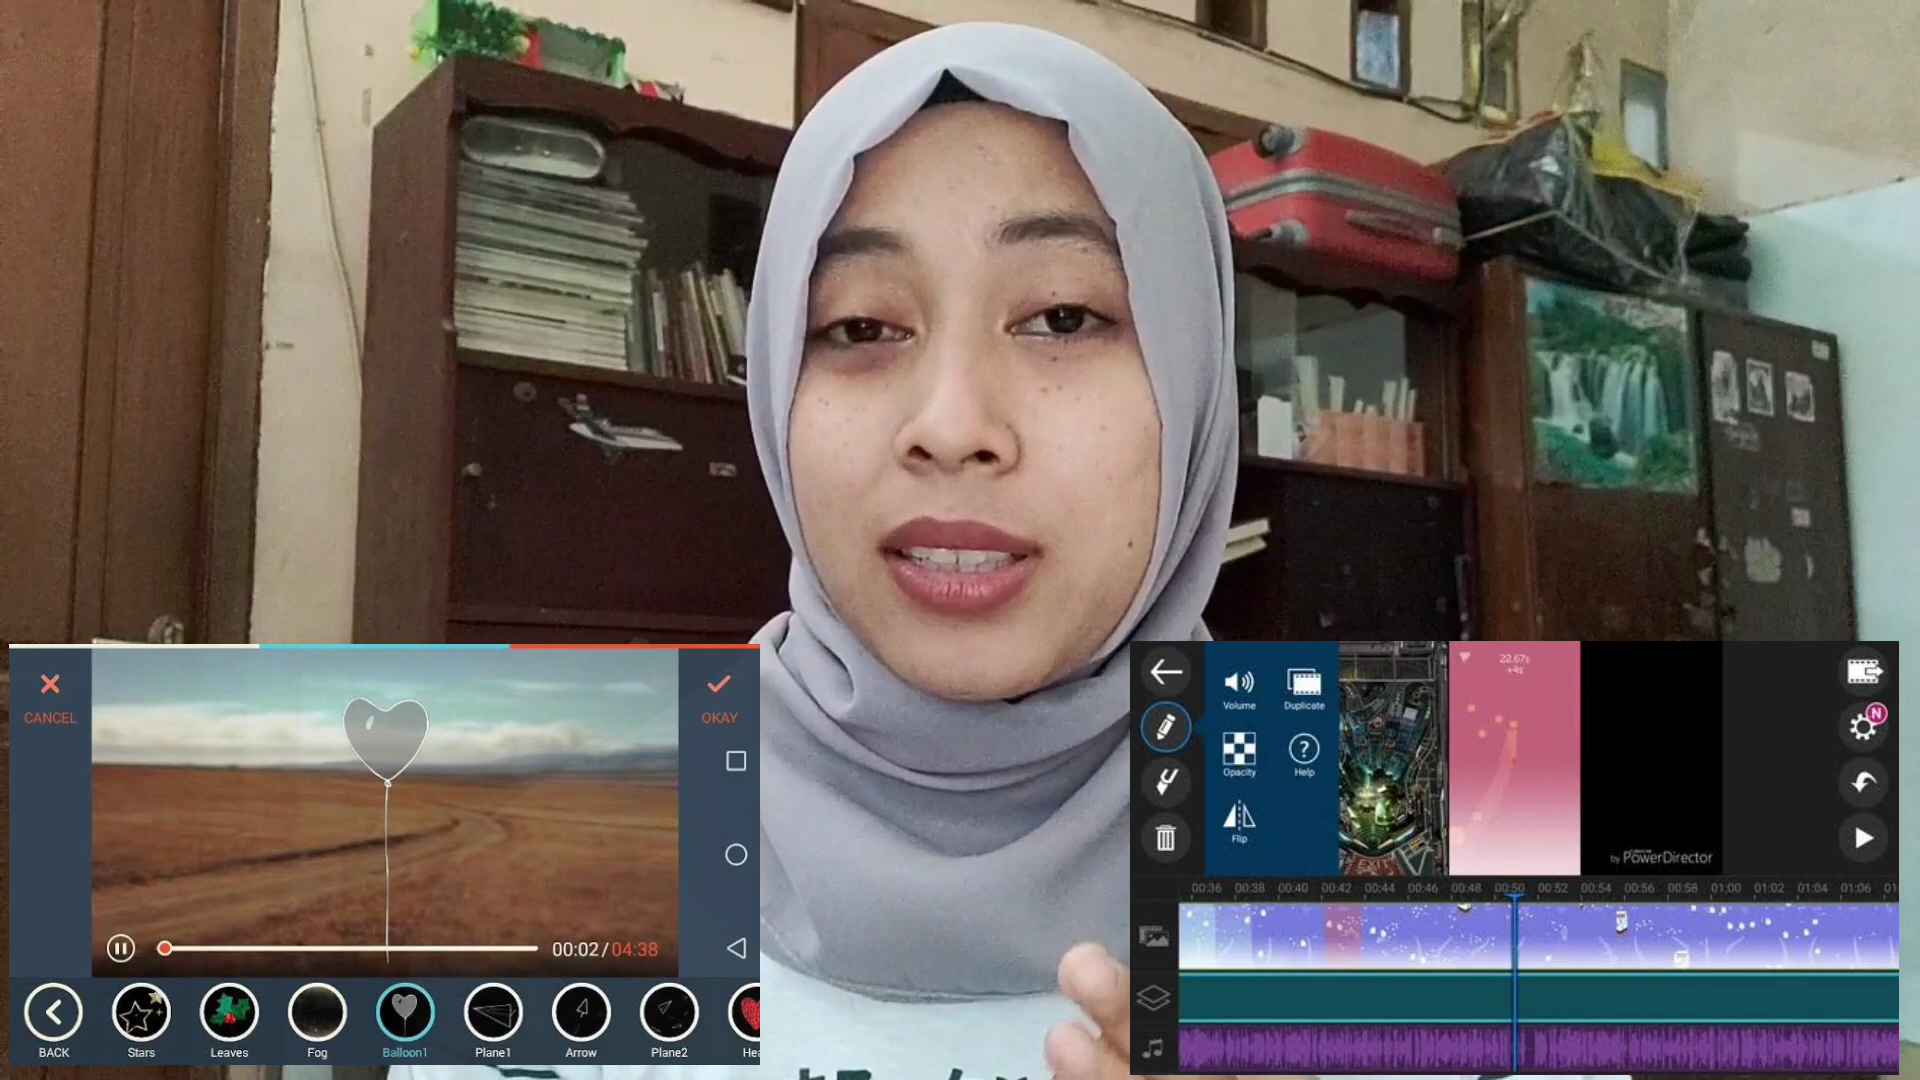 CANCEL
OKAY
00:02/04:38
BACK
Stars
Leaves
Fog
Balloon1
Plane1
Arrow
Plane2
Volume
Duplicate
Opacity
Help
Flip
22.67s
+4s
EXIT
N
by PowerDirector
00:36 00:38 00:40 00:42 00:44 00:46 00:48 00:50 00:52 00:54 00:56 00:58 01:00 01:02 01:04 01:06